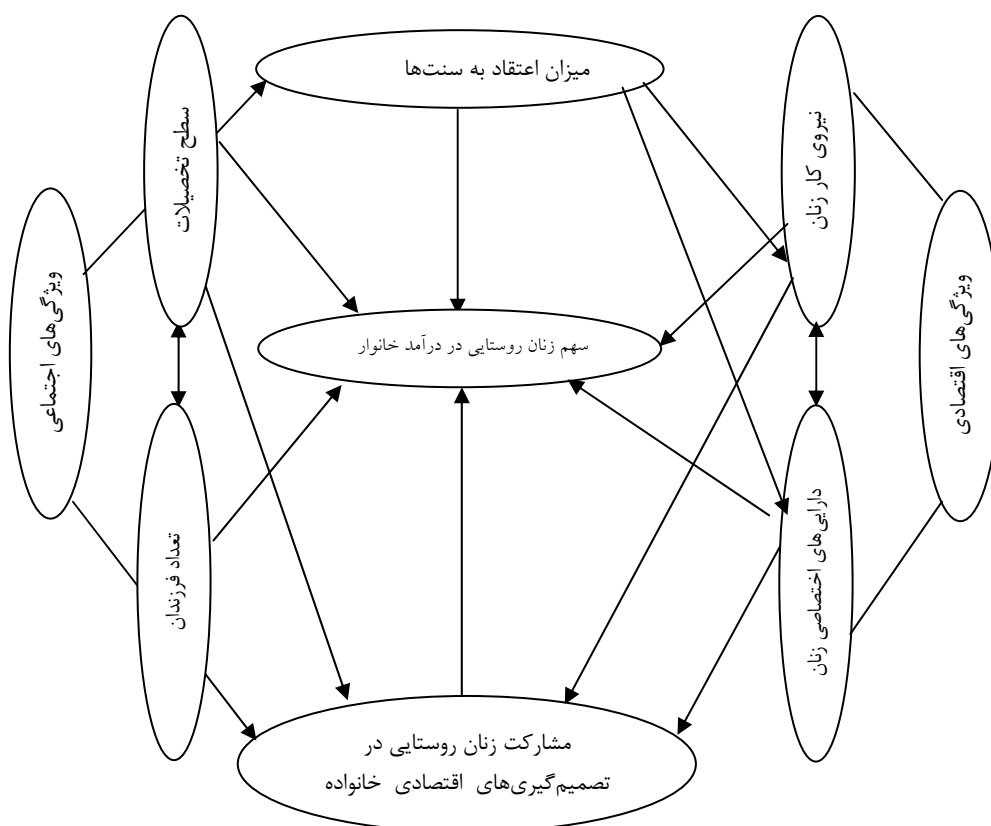 میزان اعتقاد به سنت‌ها
سطح تخصیلات
نیروی کار زنان
ویژگی‌های اجتماعی
ویژگی‌های اقتصادی
سهم زنان روستایی در درآمد خانوار
تعداد فرزندان
دارایی‌های اختصاصی زنان
مشارکت زنان روستایی در
تصمیم‌گیری‌های اقتصادی خانواده